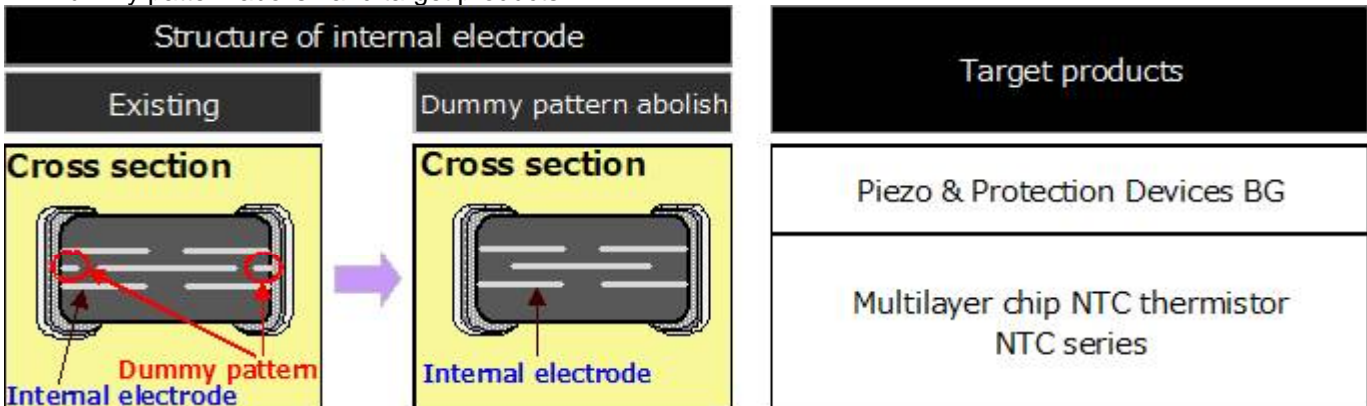 Structure of internal electrode
Target products
Existing
Dummy pattern abolish
Cross section
Cross section
Piezo & Protection Devices BG
Multilayer chip NTC thermistor
NTC series
Dummy pattern
Internal electrode
Internal electrode